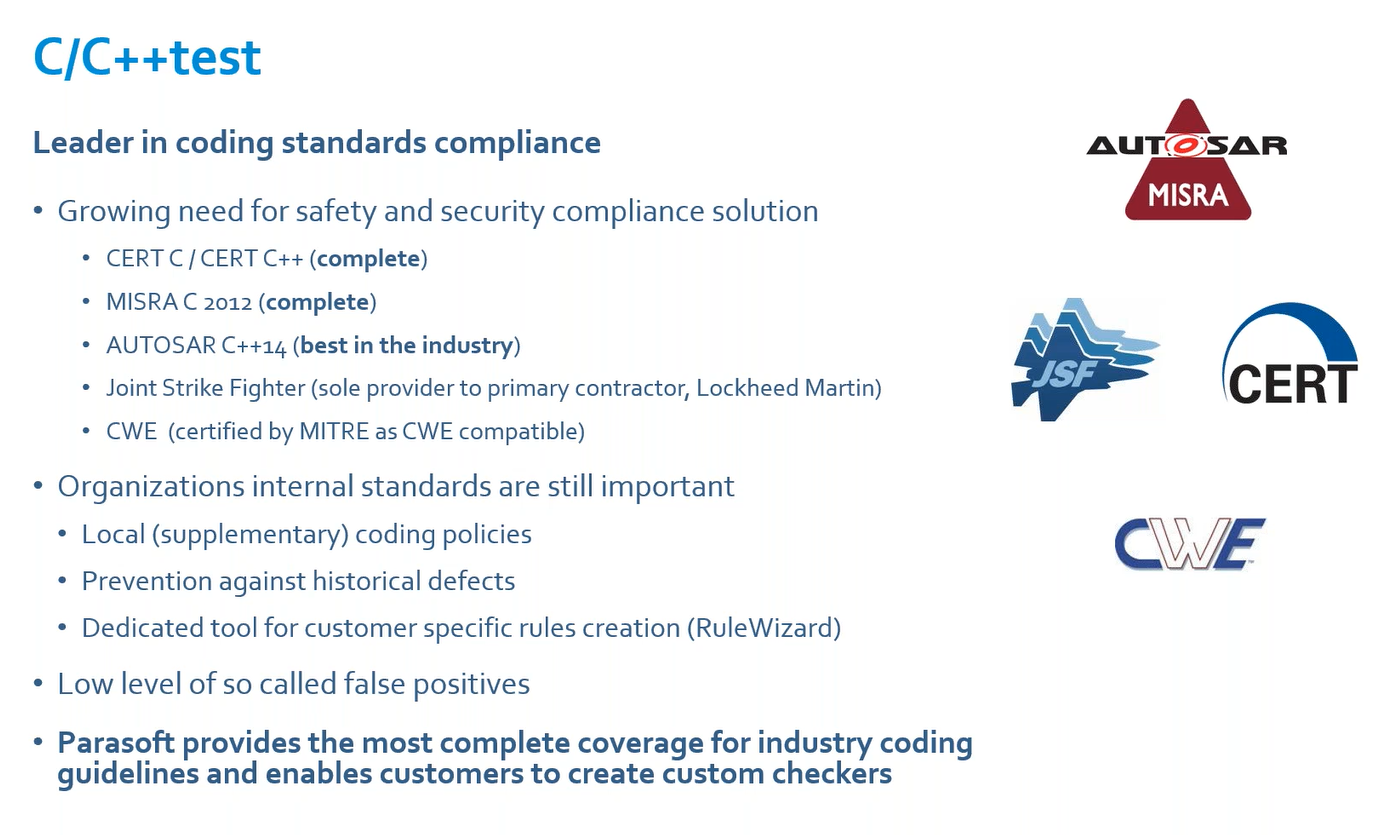 C/C++test
Leader in coding standards compliance
• Growing need for safety and security compliance solution
• CERT C / CERT C++ (complete)
• MISRA C 2012 (complete)
• AUTOSAR C++14 (best in the industry)
• Joint Strike Fighter (sole provider to primary contractor, Lockheed Martin)
• CWE (certified by MITRE as CWE compatible)
• Organizations internal standards are still important
• Local (supplementary) coding policies
• Prevention against historical defects
• Dedicated tool for customer specific rules creation (RuleWizard)
• Low level of so called false positives
• Parasoft provides the most complete coverage for industry coding
guidelines and enables customers to create custom checkers
AUTOSAR
MISRA
JSF
CERT
CWE